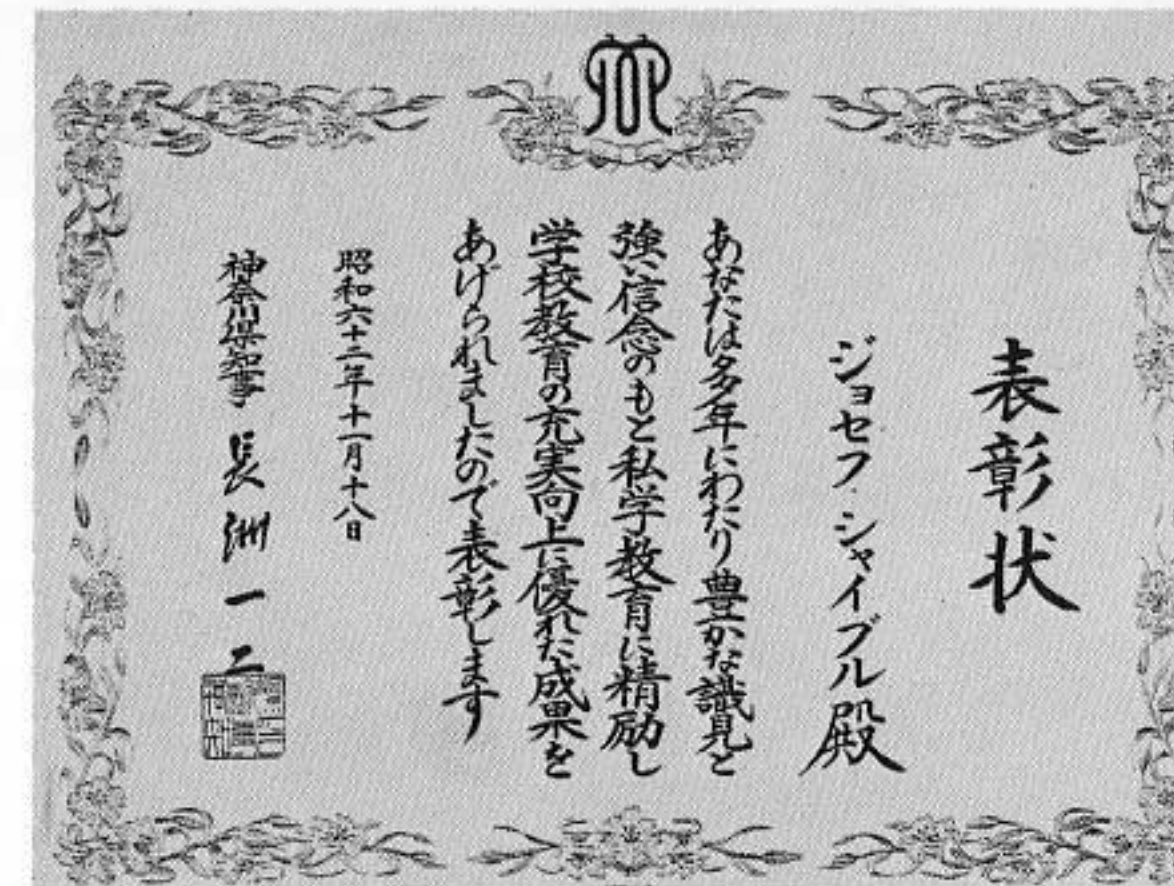 表彰状
ジョセフ・シャイブル殿
あなたは多年にわたり豊かな識見と
強い信念のもと私学教育に精励し
学校教育の充実向上に優れた成果を
あげられましたので表彰します
昭和六十二年十一月十八日
神奈川県知事 長洲一二